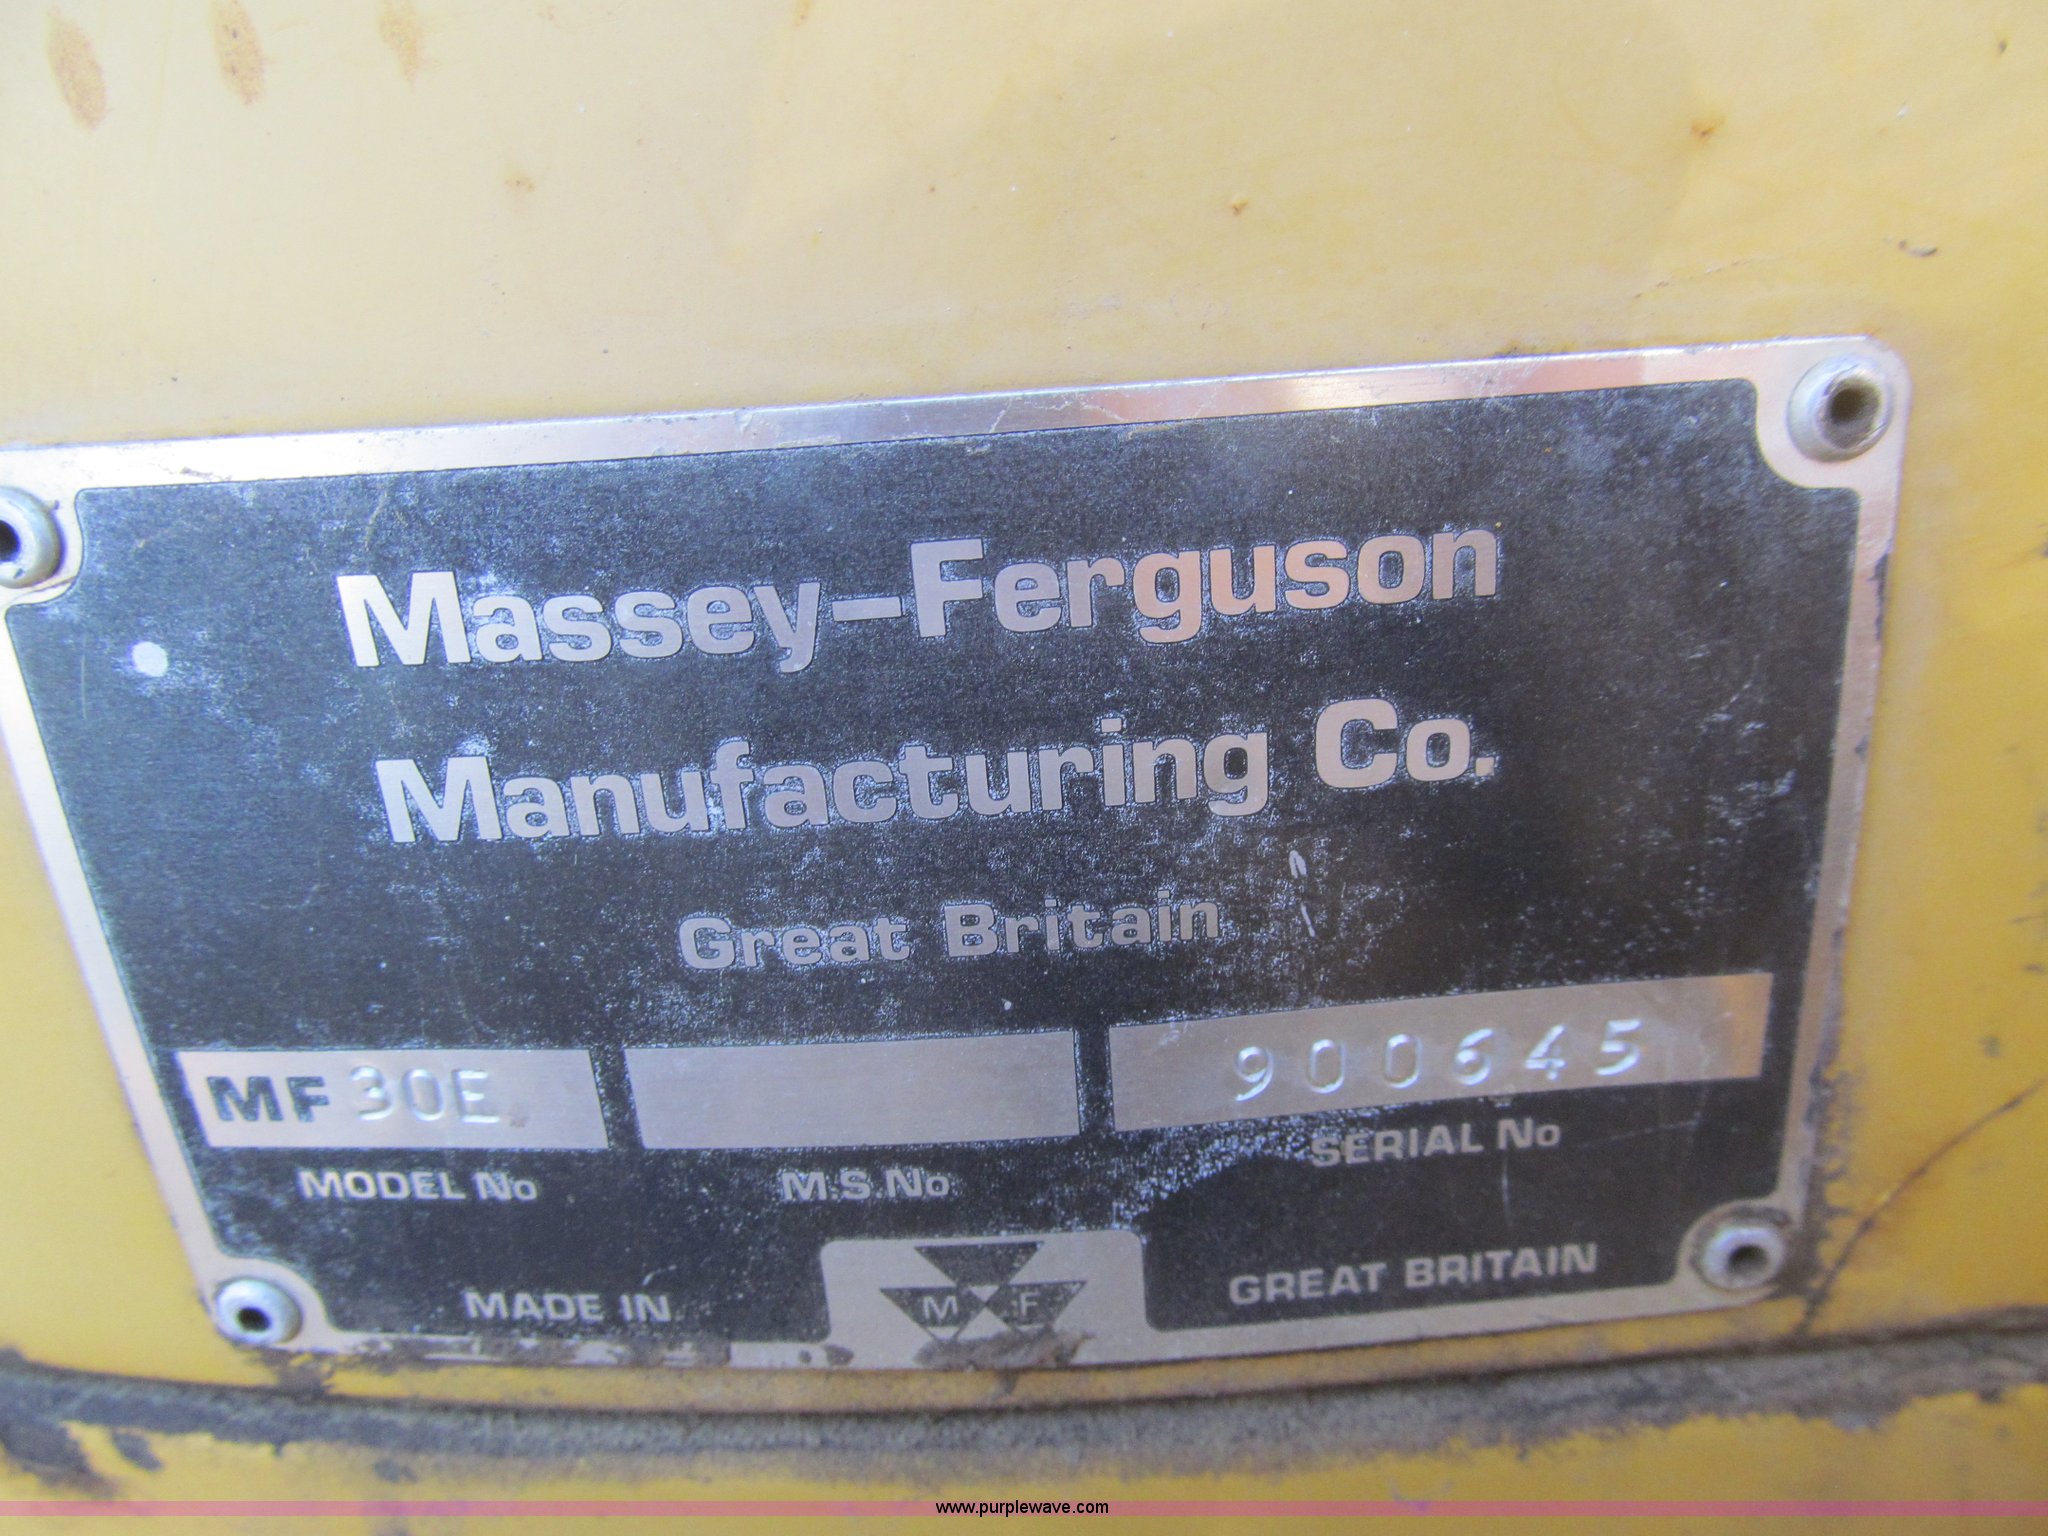 Massey-Ferguson
Manufacturing Co.
Great Britain
MF 30E 900645
MODEL No M.S.No SERIAL No
MADE IN M F GREAT BRITAIN
www.purplewave.com